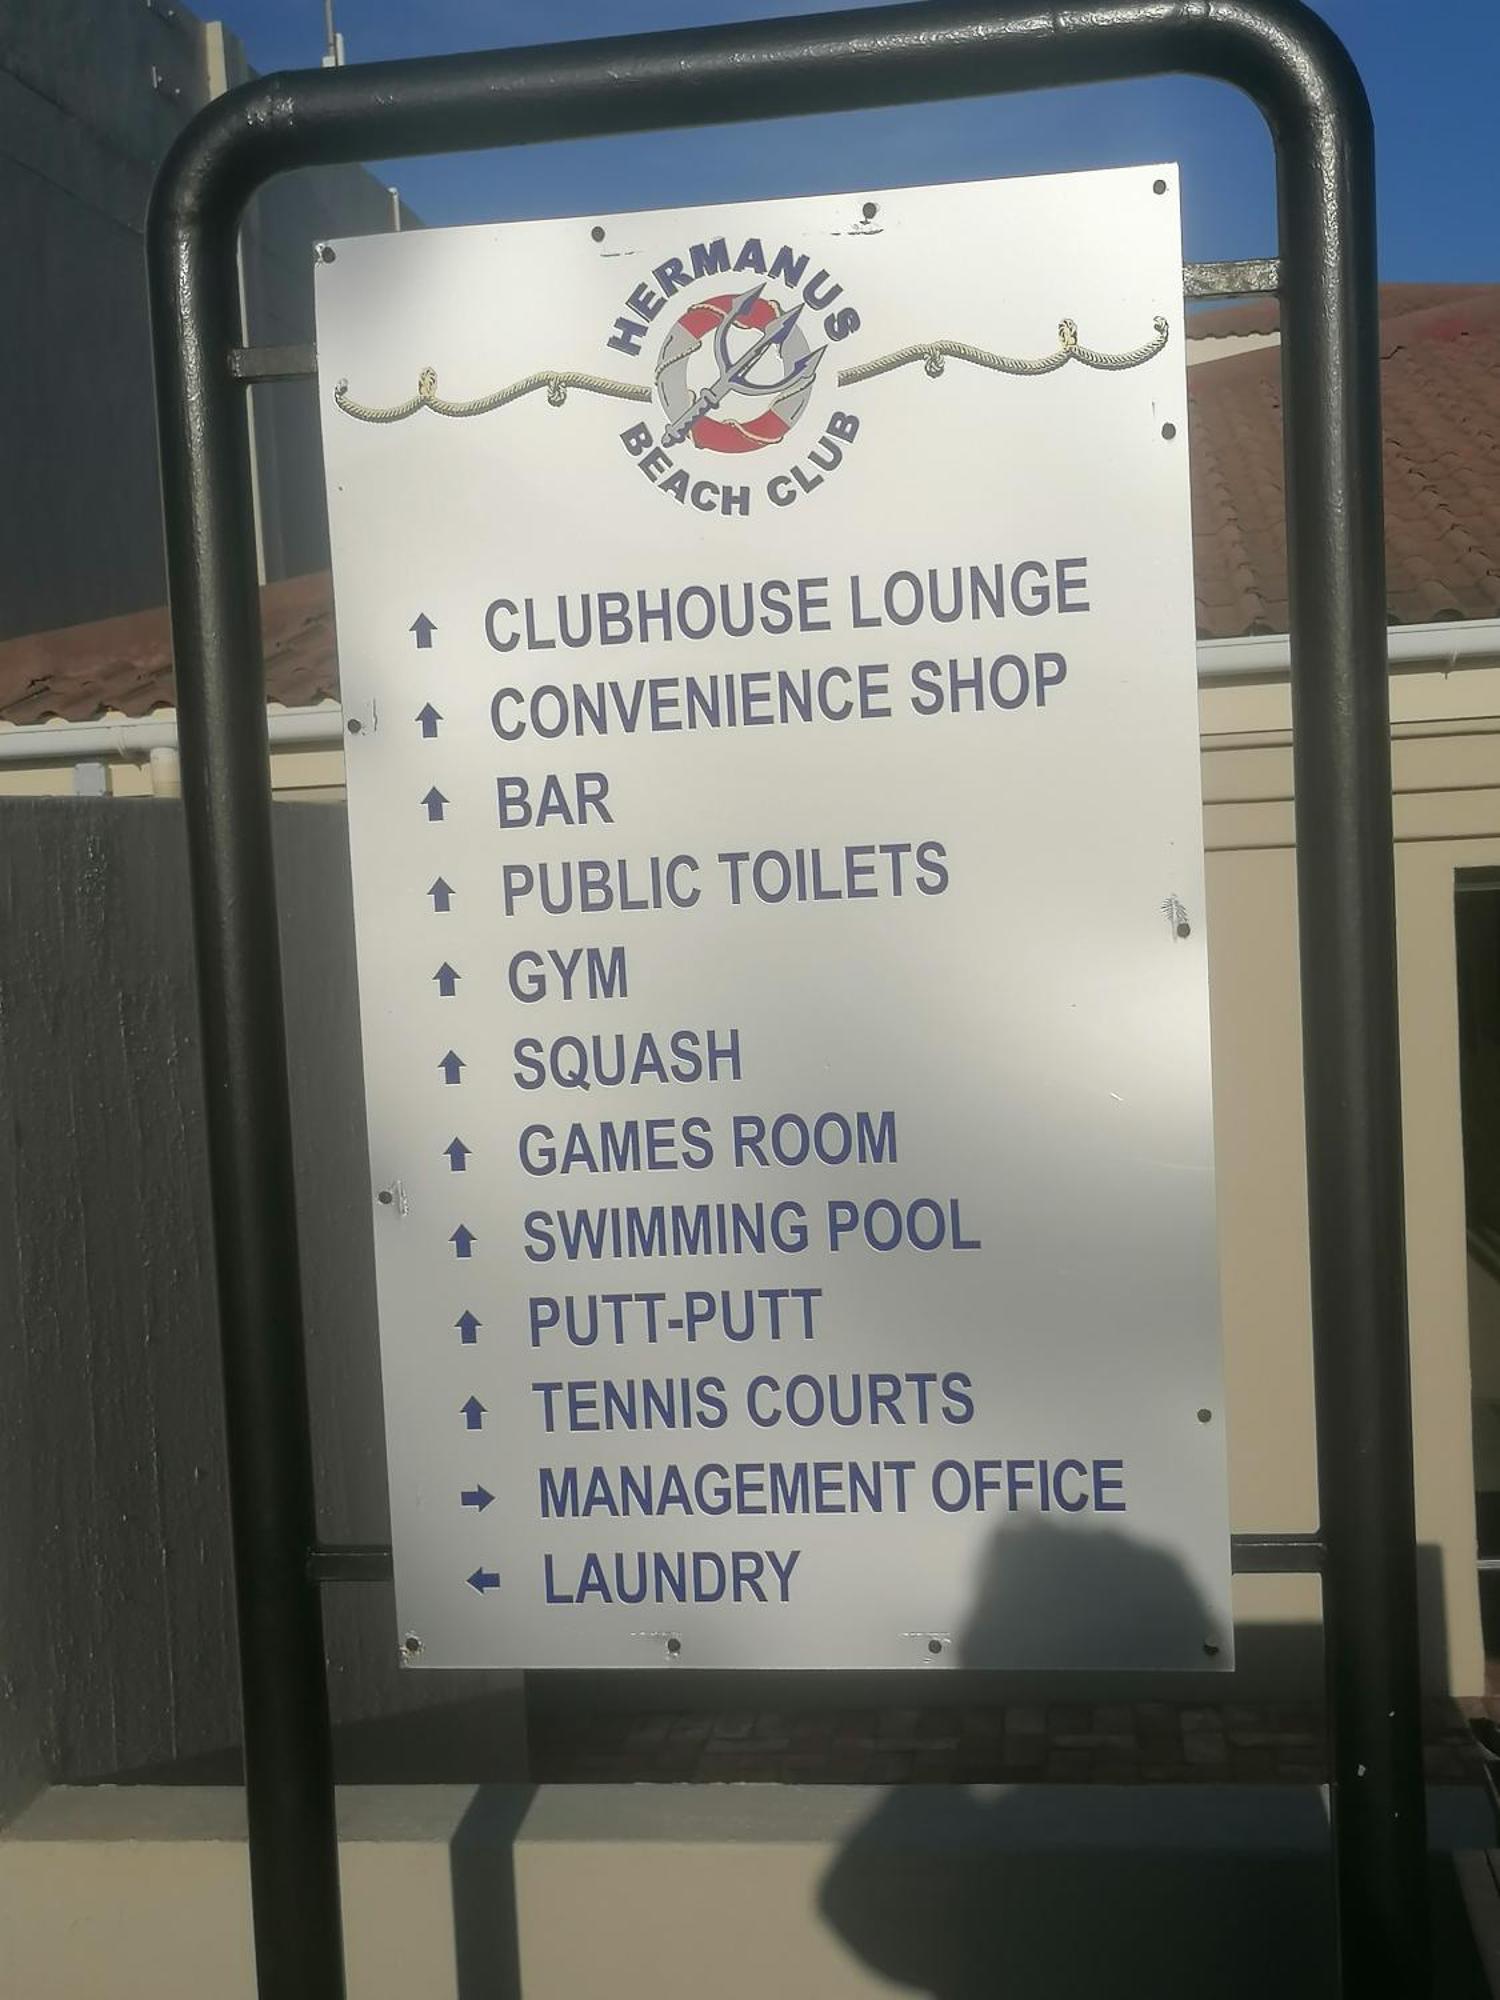 HERMANUS
BEACH CLUB
CLUBHOUSE LOUNGE
CONVENIENCE SHOP
BAR
PUBLIC TOILETS
GYM
SQUASH
GAMES ROOM
SWIMMING POOL
PUTT-PUTT
TENNIS COURTS
MANAGEMENT OFFICE
LAUNDRY